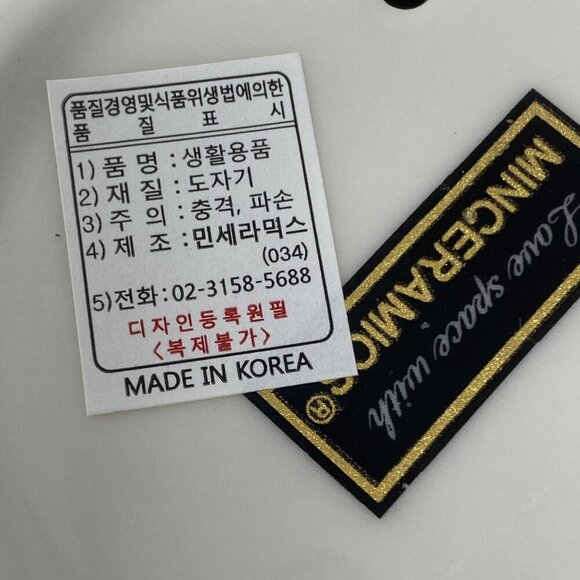 품질경영및식품위생법에의한
품 질 표 시
1) 품 명 : 생활용품
2) 재 질 : 도자기
3) 주 의 : 충격, 파손
4) 제 조 : 민세라믹스
(034)
5)전화: 02-3158-5688
디자인등록원필
<복제불가>
MADE IN KOREA
Love space with
MINCERAMICS®